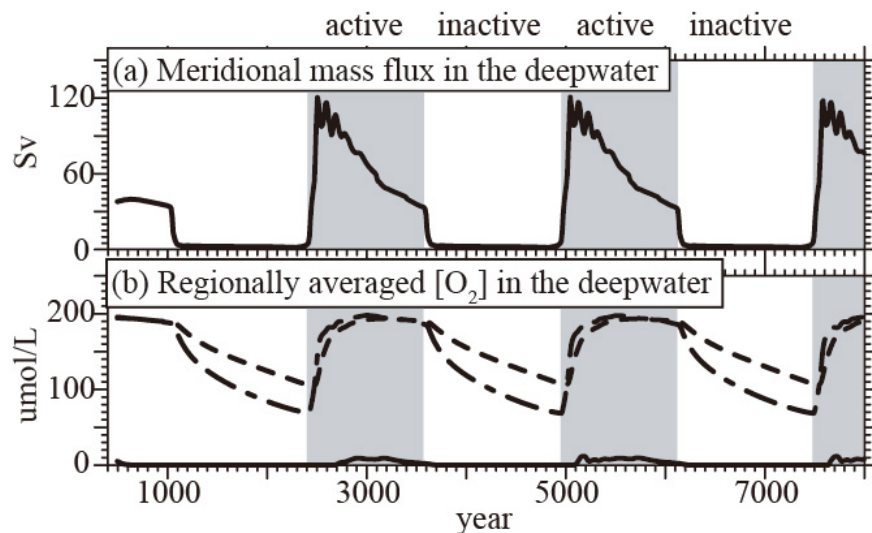 active inactive active inactive
(a) Meridional mass flux in the deepwater
120
Sv
60
0
(b) Regionally averaged [O₂] in the deepwater
200
umol/L
100
0
1000 3000 5000 7000
year